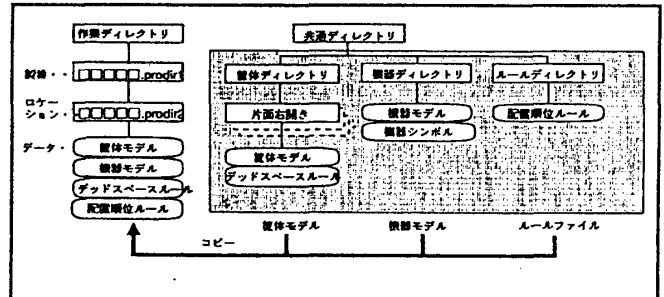 作業ディレクトリ 共通ディレクトリ
□□□□□.prodir1 筐体ディレクトリ 機器ディレクトリ ルールディレクトリ
ロケーション・ □□□□□.prodir2 片面右開き 機器モデル 配置順位ルール
機器シンボル
データ・ 筐体モデル 筐体モデル
機器モデル デッドスペースルール
デッドスペースルール
配置順位ルール
筐体モデル 機器モデル ルールファイル
コピー